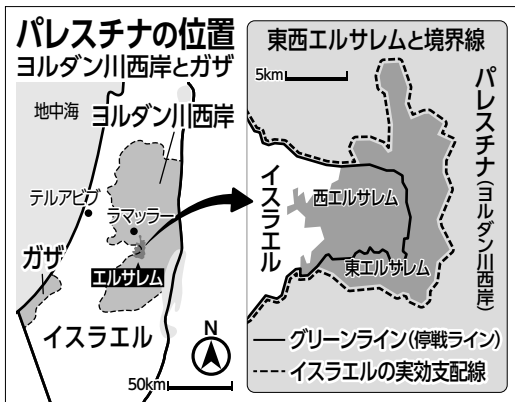 パレスチナの位置
ヨルダン川西岸とガザ
地中海
ヨルダン川西岸
テルアビブ
ラマッラー
ガザ
エルサレム
イスラエル
N
50km
東西エルサレムと境界線
5km
パレスチナ(ヨルダン川西岸)
イスラエル
西エルサレム
東エルサレム
グリーンライン(停戦ライン)
イスラエルの実効支配線